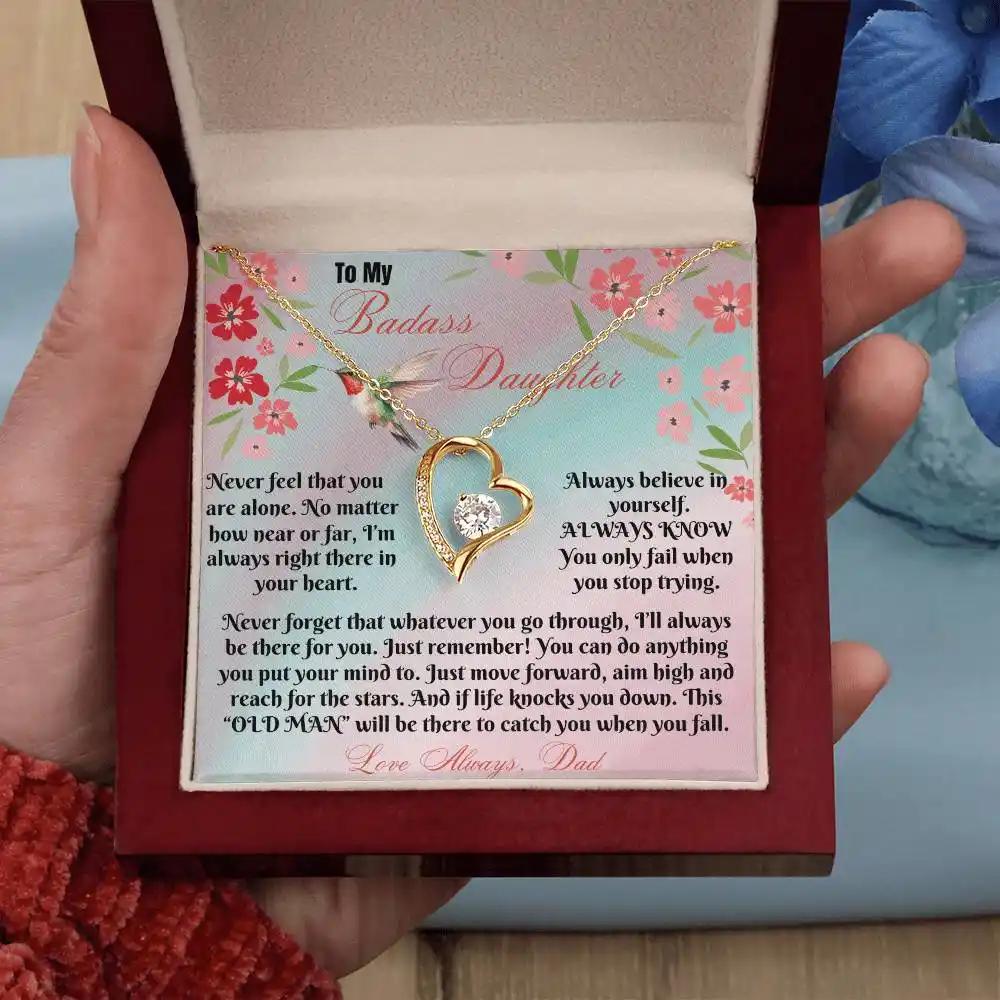 To My
Badass
Daughter
Never feel that you
are alone. No matter
how near or far, I'm
always right there in
your heart.
Always believe in
yourself.
ALWAYS KNOW
You only fail when
you stop trying.
Never forget that whatever you go through, I'll always
be there for you. Just remember! You can do anything
you put your mind to. Just move forward, aim high and
reach for the stars. And if life knocks you down. This
“OLD MAN” will be there to catch you when you fall.
Love Always, Dad